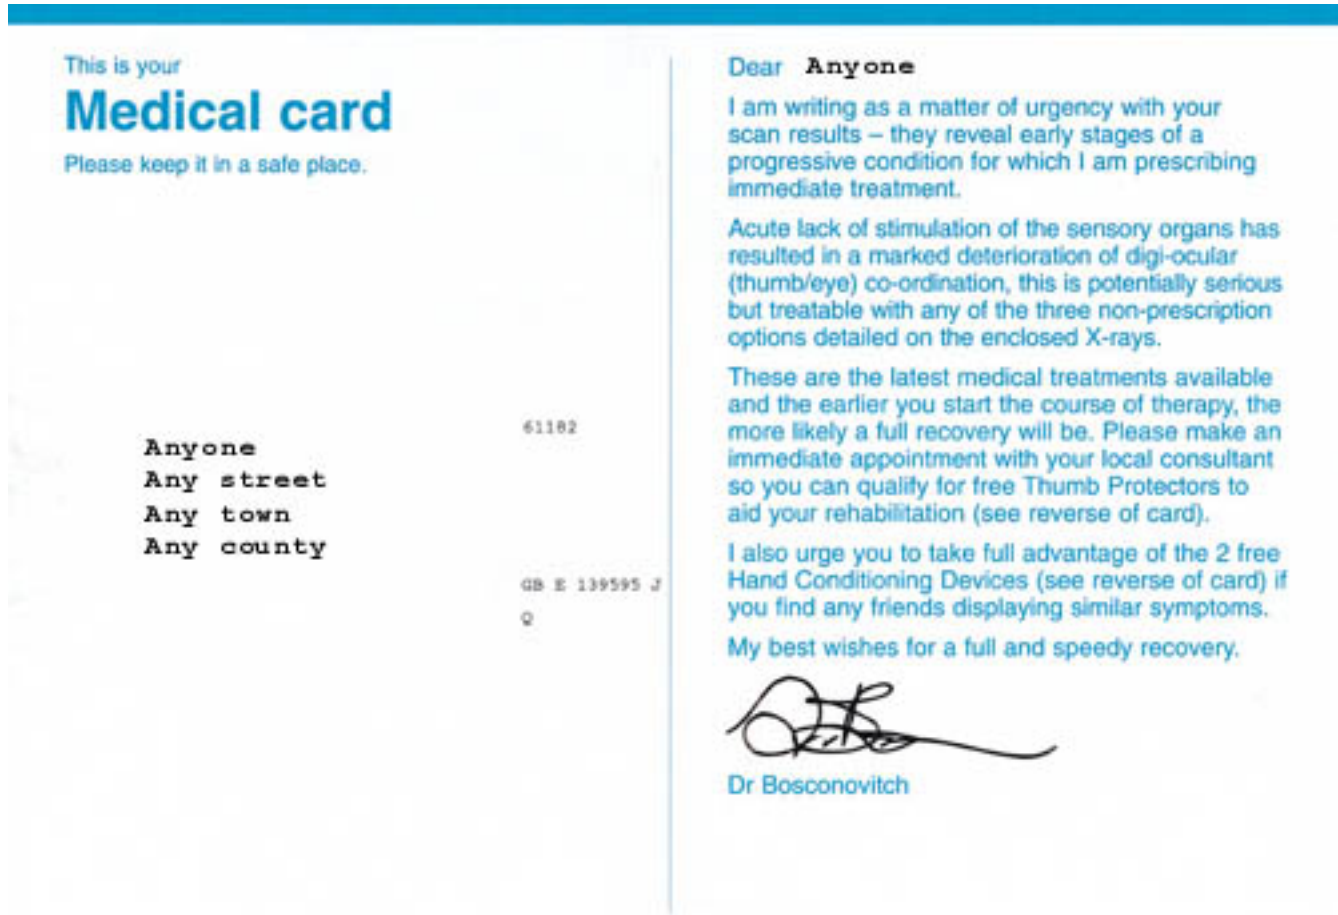 This is your
Medical card
Please keep it in a safe place.
61182
Anyone
Any street
Any town
Any county
GB E 139595 J
Q
Dear Anyone
I am writing as a matter of urgency with your
scan results – they reveal early stages of a
progressive condition for which I am prescribing
immediate treatment.
Acute lack of stimulation of the sensory organs has
resulted in a marked deterioration of digi-ocular
(thumb/eye) co-ordination, this is potentially serious
but treatable with any of the three non-prescription
options detailed on the enclosed X-rays.
These are the latest medical treatments available
and the earlier you start the course of therapy, the
more likely a full recovery will be. Please make an
immediate appointment with your local consultant
so you can qualify for free Thumb Protectors to
aid your rehabilitation (see reverse of card).
I also urge you to take full advantage of the 2 free
Hand Conditioning Devices (see reverse of card) if
you find any friends displaying similar symptoms.
My best wishes for a full and speedy recovery.
Dr Bosconovitch